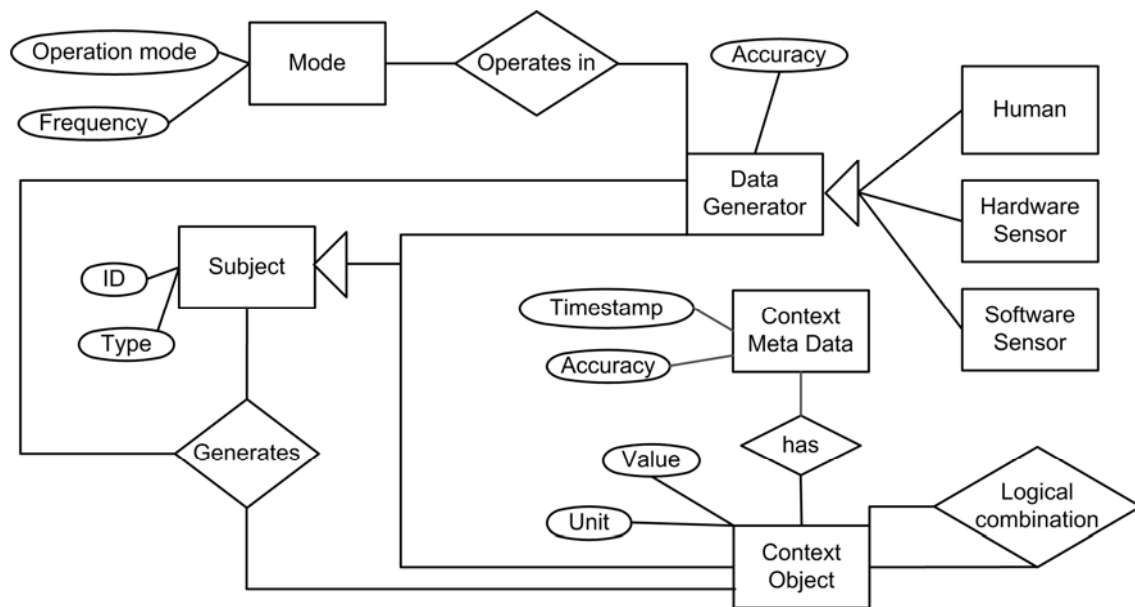 Operation mode
Mode
Operates in
Accuracy
Human
Frequency
Data
Generator
Hardware
Sensor
Subject
ID
Type
Timestamp
Context
Meta Data
Software
Sensor
Accuracy
Generates
has
Value
Unit
Logical
combination
Context
Object